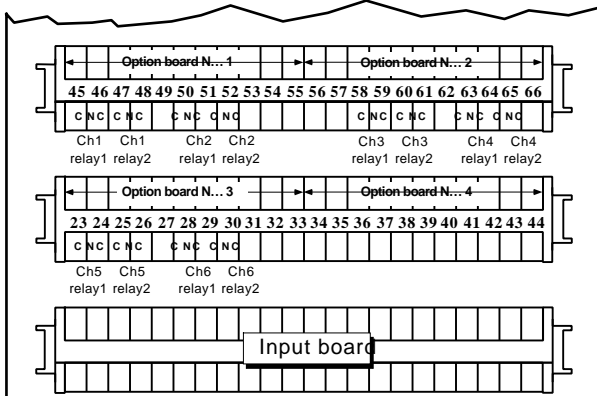 Option board N... 1 Option board N... 2
45 46 47 48 49 50 51 52 53 54 55 56 57 58 59 60 61 62 63 64 65 66
C NC C NC C NC C NC C NC C NC C NC C NC
Ch1 Ch1 Ch2 Ch2 Ch3 Ch3 Ch4 Ch4
relay1 relay2 relay1 relay2 relay1 relay2 relay1 relay2
Option board N... 3 Option board N... 4
23 24 25 26 27 28 29 30 31 32 33 34 35 36 37 38 39 40 41 42 43 44
C NC C NC C NC C NC
Ch5 Ch5 Ch6 Ch6
relay1 relay2 relay1 relay2
Input board